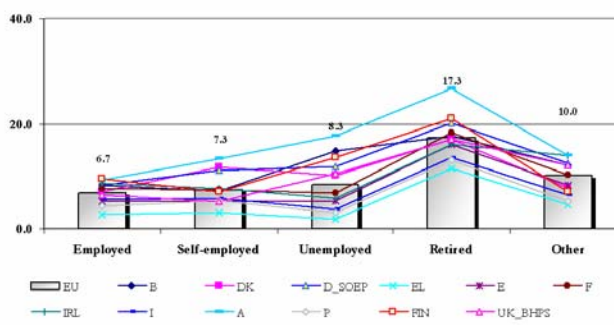 40.0
20.0
0.0
6.7
7.3
8.3
17.3
10.0
Employed Self-employed Unemployed Retired Other
EU B DK D_SOEP EL E F
IRL I A P FIN UK_BHPS